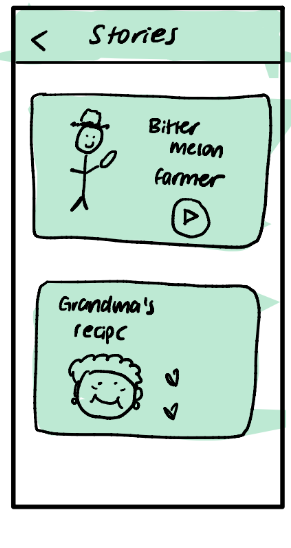 Stories
Bitter
melon
farmer
Grandma's
recipe